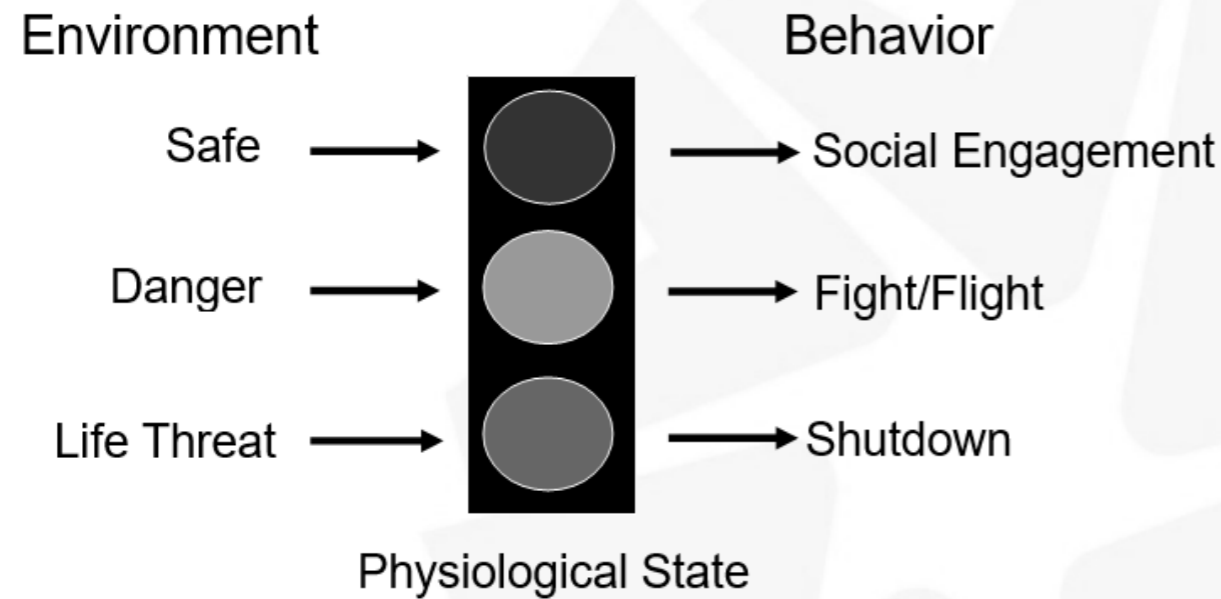 Environment
Behavior
Safe
Social Engagement
Danger
Fight/Flight
Life Threat
Shutdown
Physiological State